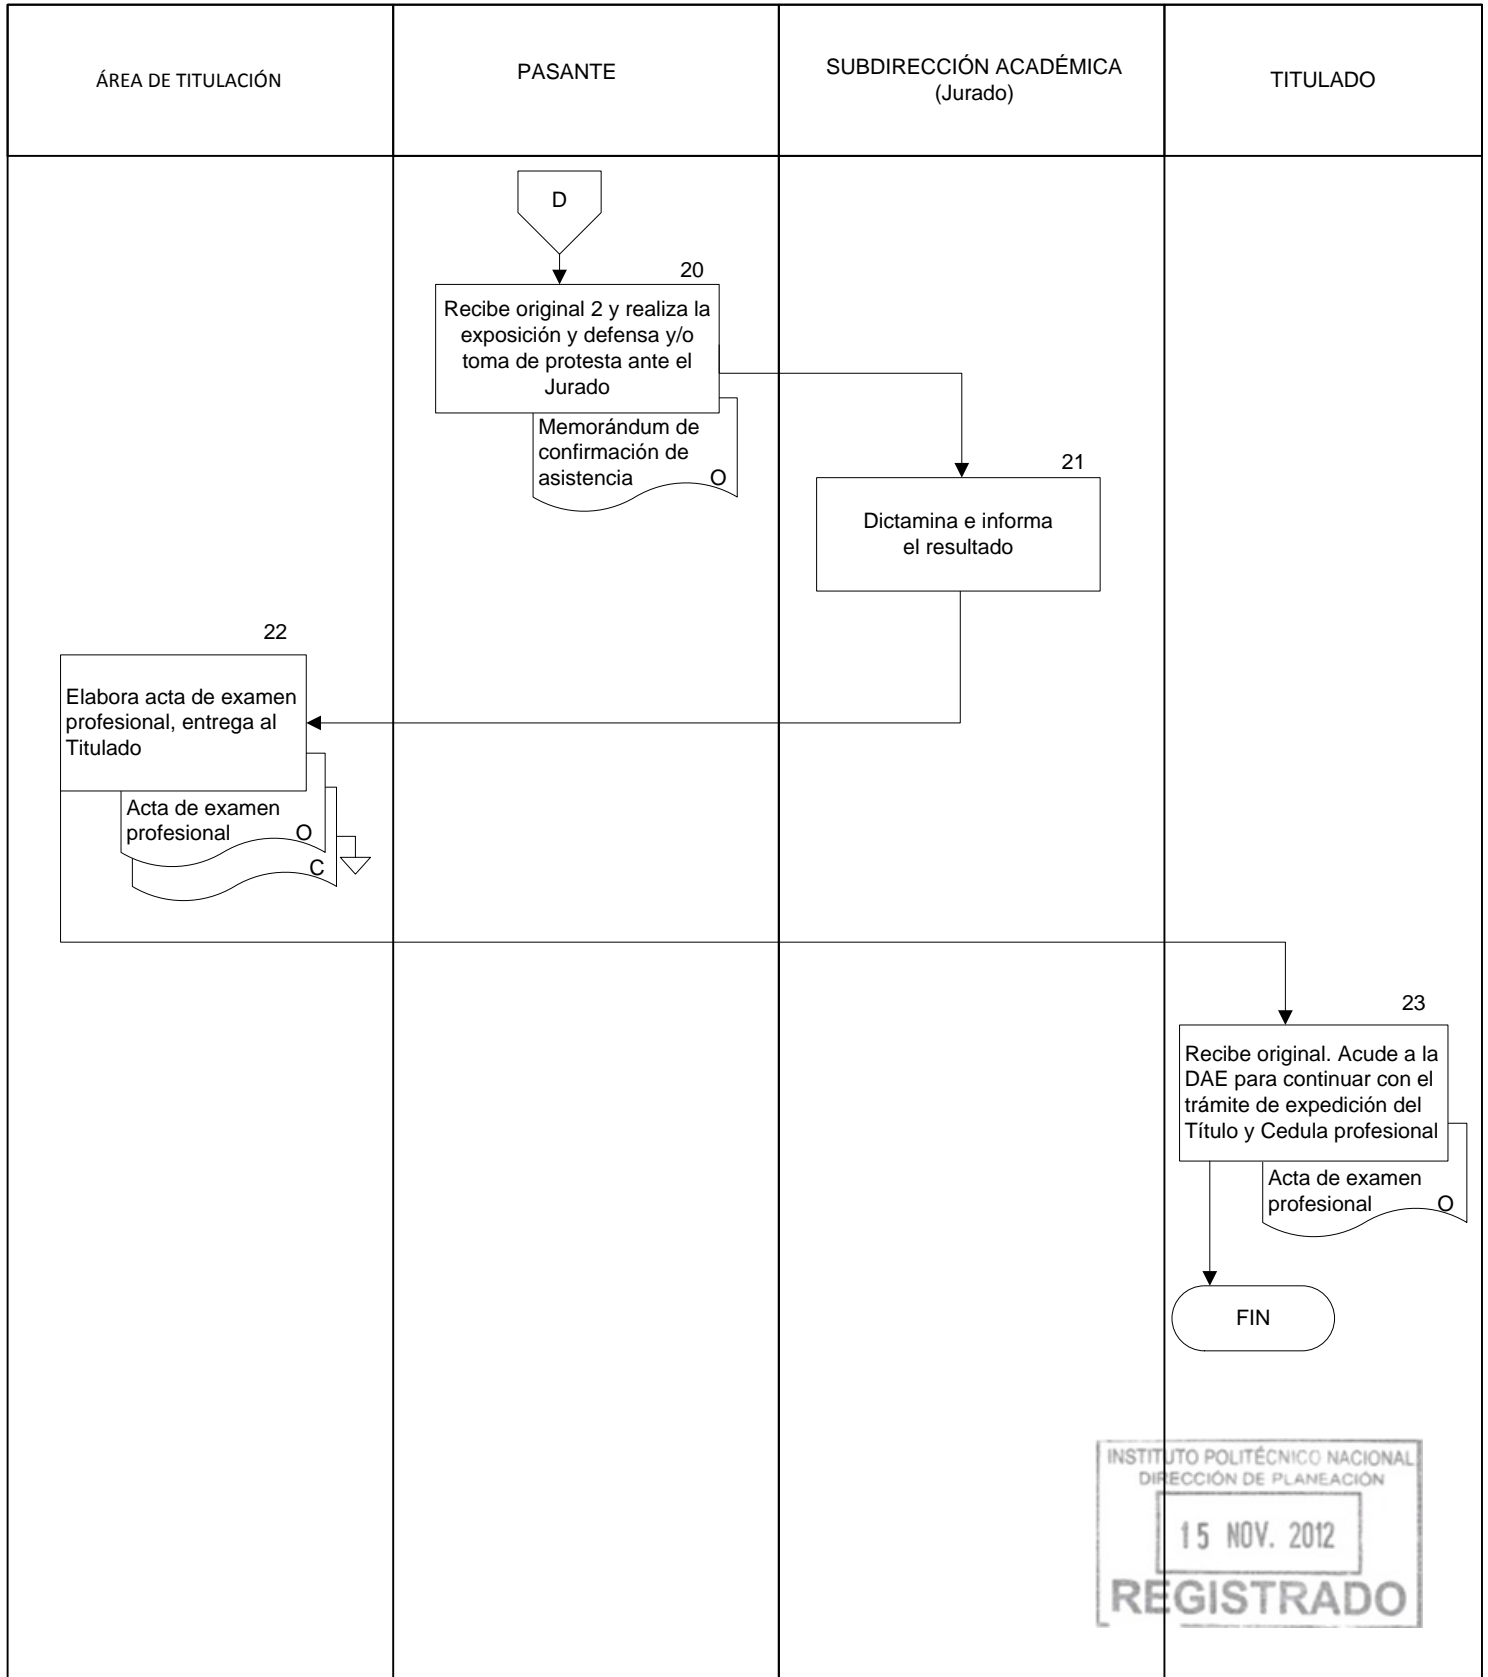 ÁREA DE TITULACIÓN
PASANTE
SUBDIRECCIÓN ACADÉMICA
(Jurado)
TITULADO
D
20
Recibe original 2 y realiza la
exposición y defensa y/o
toma de protesta ante el
Jurado
Memorándum de
confirmación de
asistencia O
21
Dictamina e informa
el resultado
22
Elabora acta de examen
profesional, entrega al
Titulado
Acta de examen
profesional O
C
23
Recibe original. Acude a la
DAE para continuar con el
trámite de expedición del
Título y Cedula profesional
Acta de examen
profesional O
FIN
INSTITUTO POLITÉCNICO NACIONAL
DIRECCIÓN DE PLANEACIÓN
15 NOV. 2012
REGISTRADO